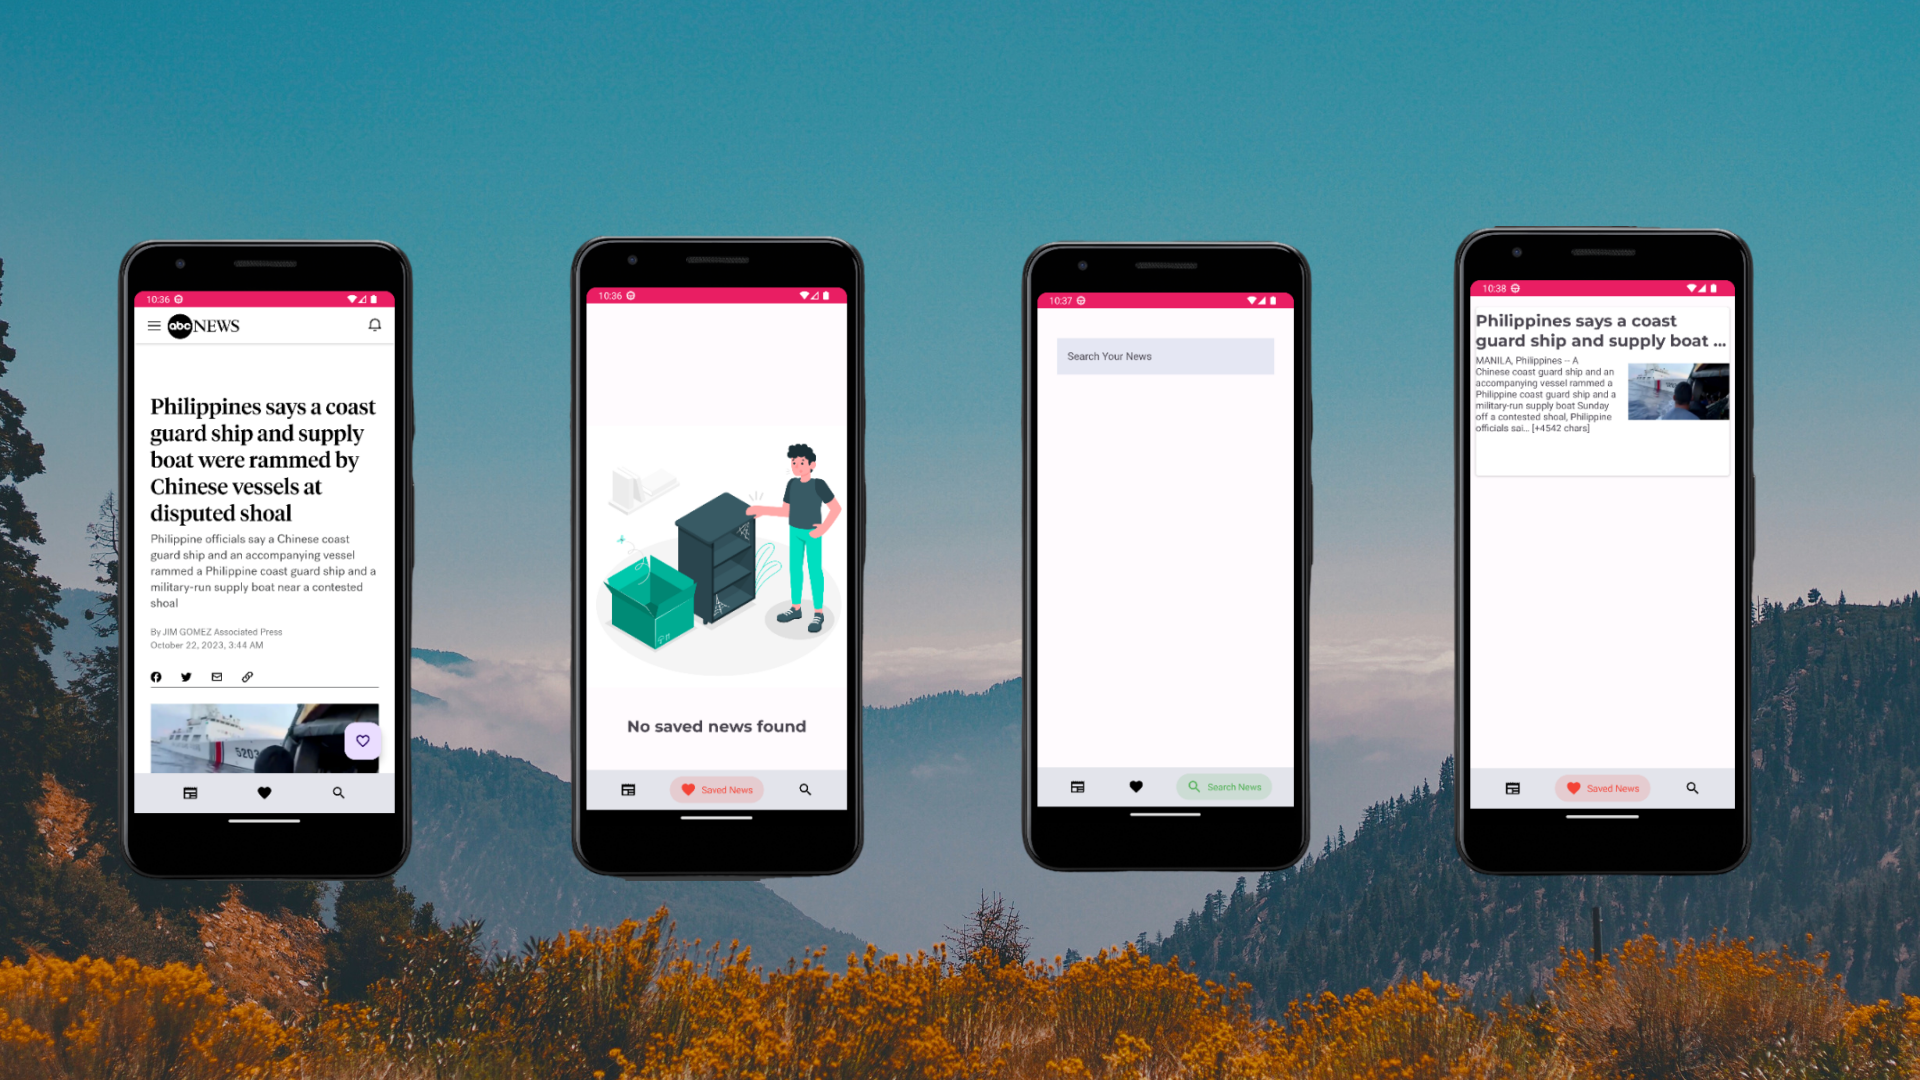 10:36
abc NEWS
Philippines says a coast
guard ship and supply
boat were rammed by
Chinese vessels at
disputed shoal
Philippine officials say a Chinese coast
guard ship and an accompanying vessel
rammed a Philippine coast guard ship and a
military-run supply boat near a contested
shoal
By JIM GOMEZ Associated Press
October 22, 2023, 3:44 AM
5203
10:36
No saved news found
Saved News
10:37
Search Your News
Search News
10:38
Philippines says a coast
guard ship and supply boat ...
MANILA, Philippines -- A
Chinese coast guard ship and an
accompanying vessel rammed a
Philippine coast guard ship and a
military-run supply boat Sunday
off a contested shoal, Philippine
officials sai… [+4542 chars]
Saved News